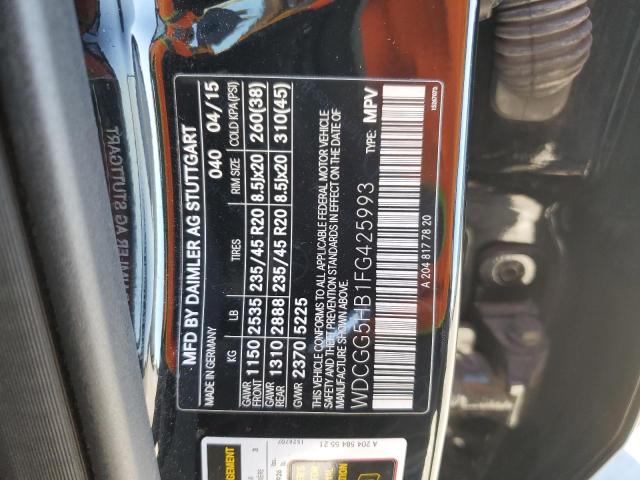 MFD BY DAIMLER AG STUTTGART
MADE IN GERMANY 040 04/15
KG LB TIRES RIM SIZE COLD KPA(PSI)
GAWR FRONT 1150 2535 235/45 R20 8.5Jx20 260(38)
GAWR REAR 1310 2888 235/45 R20 8.5Jx20 310(45)
GVWR 2370 5225
THIS VEHICLE CONFORMS TO ALL APPLICABLE FEDERAL MOTOR VEHICLE
SAFETY AND THEFT PREVENTION STANDARDS IN EFFECT ON THE DATE OF
MANUFACTURE SHOWN ABOVE.
WDCGG5HB1FG425993 TYPE: MPV
A 204 817 78 20
A 204 584 55 21